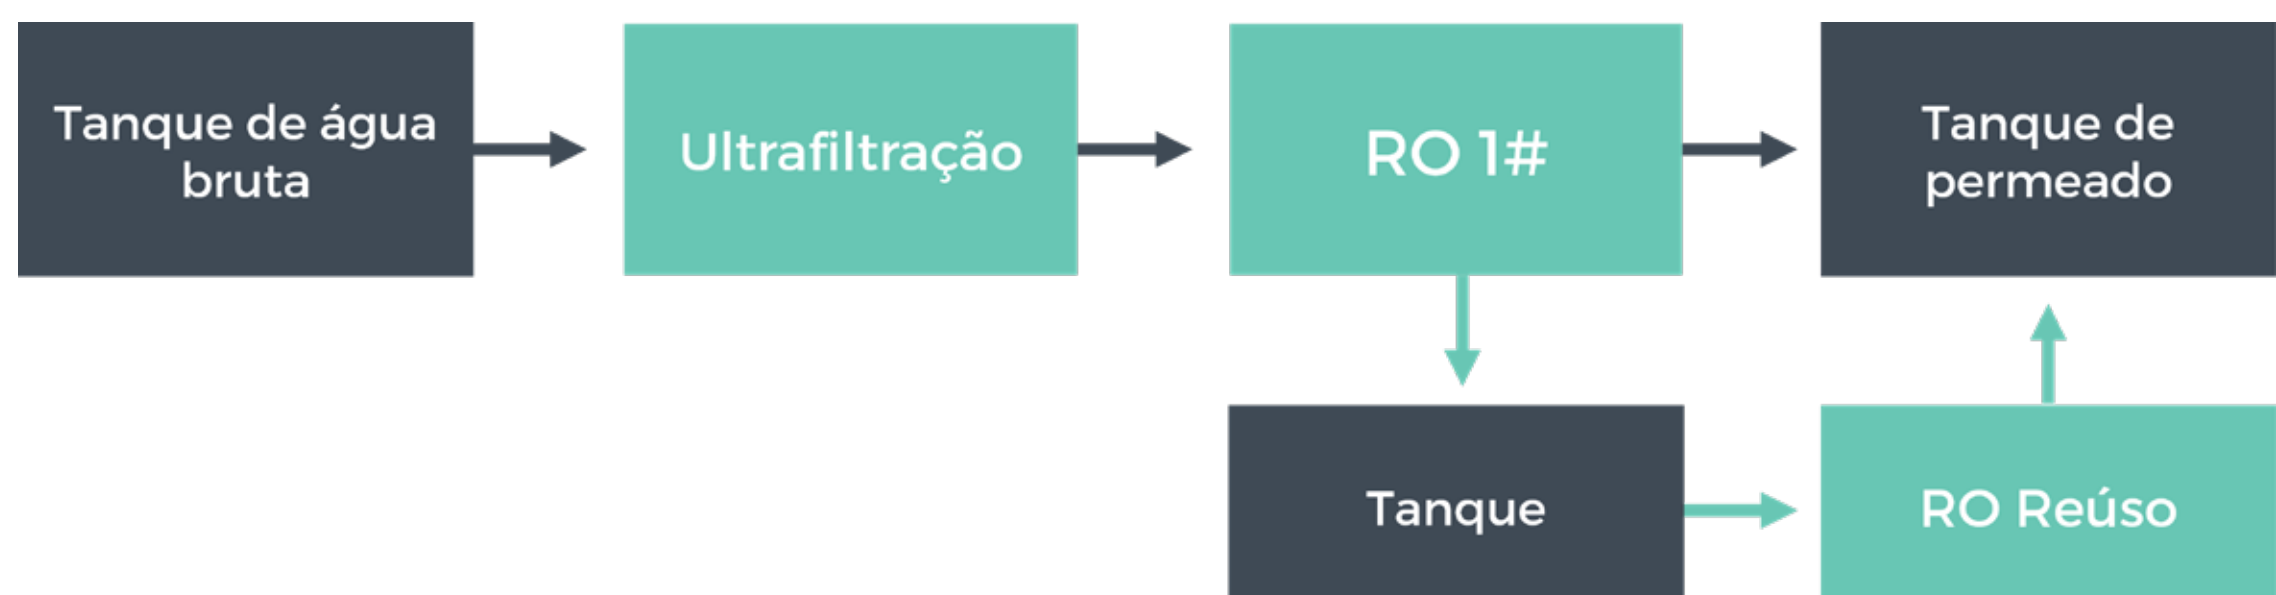 Tanque de água
bruta
Ultrafiltração
RO 1#
Tanque de
permeado
Tanque
RO Reúso